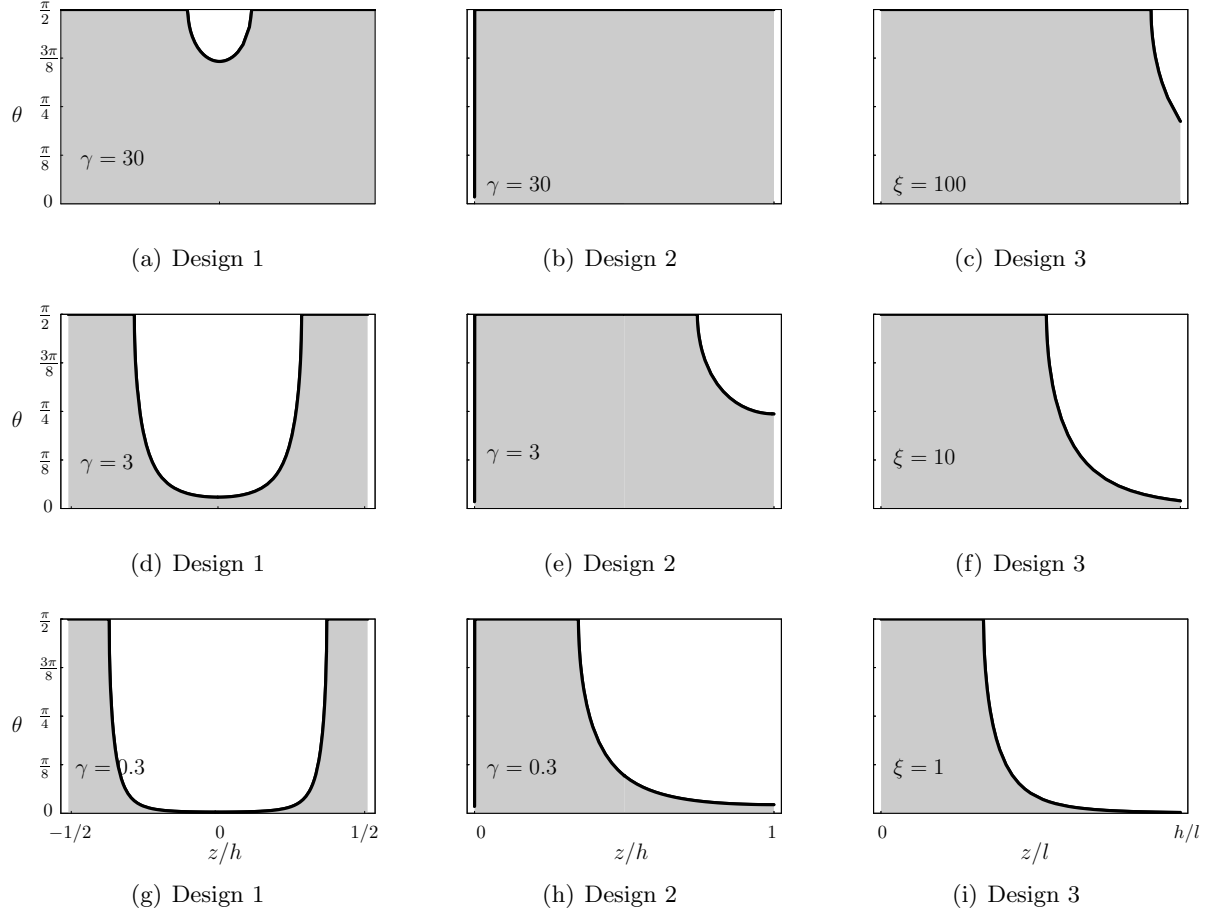 π/2
3π/8
θ π/4
π/8
0
γ = 30
γ = 30
ξ = 100
(a) Design 1
(b) Design 2
(c) Design 3
π/2
3π/8
θ π/4
π/8
0
γ = 3
γ = 3
ξ = 10
(d) Design 1
(e) Design 2
(f) Design 3
π/2
3π/8
θ π/4
π/8
0
γ = 0.3
γ = 0.3
ξ = 1
−1/2 0 1/2
0 1
0 h/l
z/h
z/h
z/l
(g) Design 1
(h) Design 2
(i) Design 3